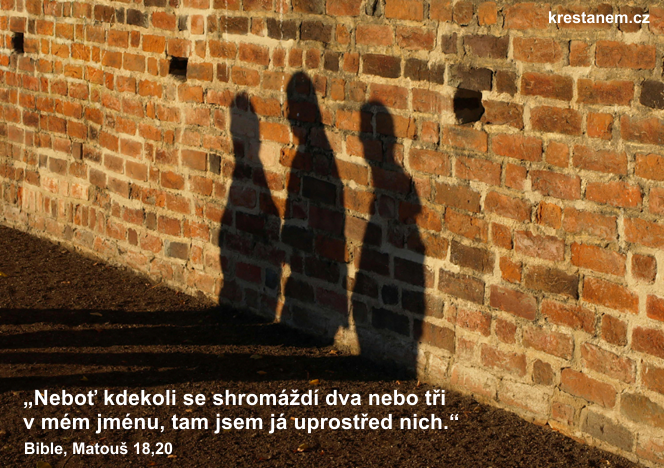 krestanem.cz
„Neboť kdekoli se shromáždí dva nebo tři
v mém jménu, tam jsem já uprostřed nich.“
Bible, Matouš 18,20